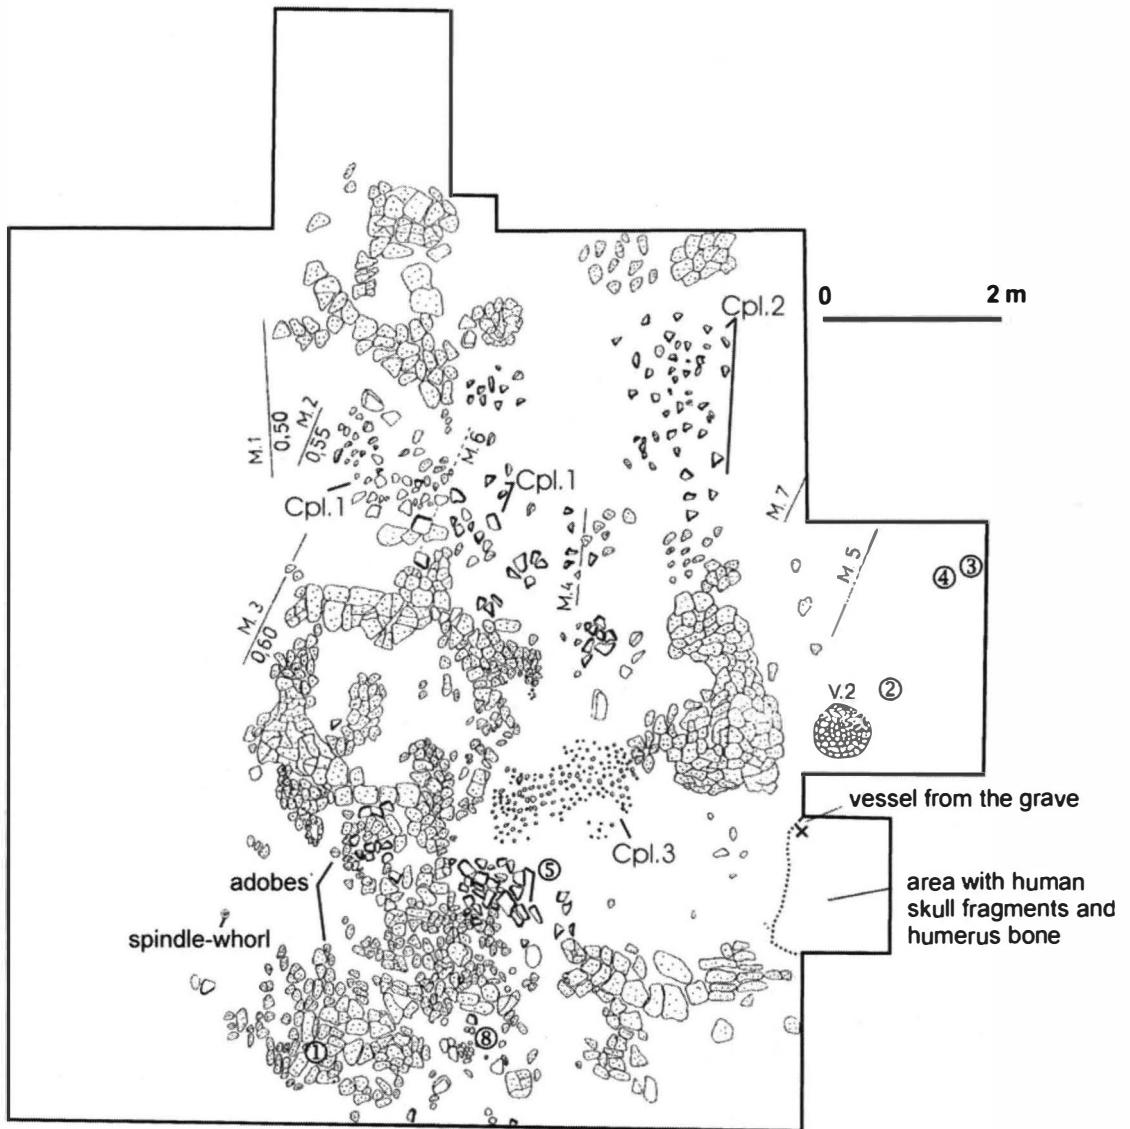 0 2 m
Cpl.2
M.1
0,50
M.2
0,55
M.6
Cpl.1
Cpl.1
M.7
M.4
M.5
④ ③
M.3
0,60
V.2 ②
vessel from the grave
Cpl.3
⑤
adobes
area with human
skull fragments and
humerus bone
spindle-whorl
⑧
①